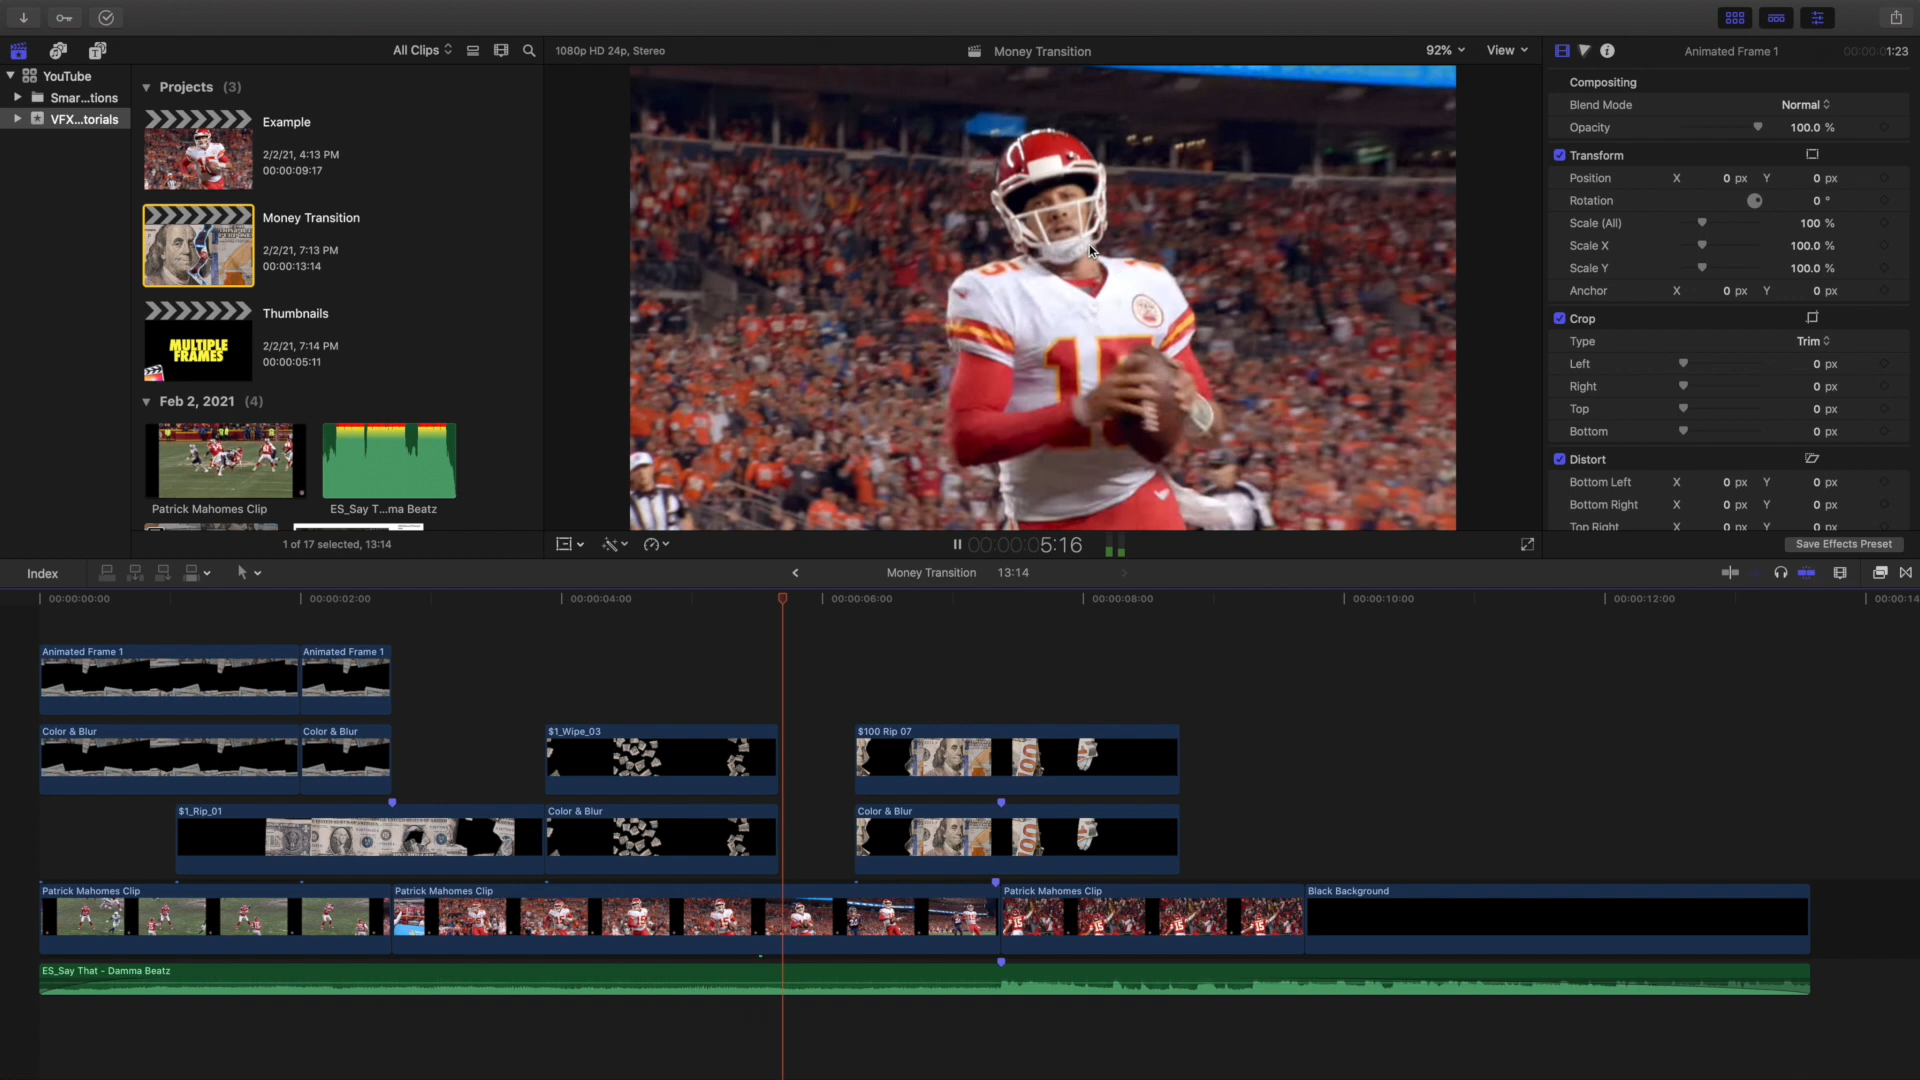 All Clips
1080p HD 24p, Stereo
Money Transition
92%
View
Animated Frame 1
00:00:01:23
YouTube
Smar...tions
VFX...torials
Projects (3)
Example
2/2/21, 4:13 PM
00:00:09:17
Money Transition
2/2/21, 7:13 PM
00:00:13:14
Thumbnails
MULTIPLE
FRAMES
2/2/21, 7:14 PM
00:00:05:11
Feb 2, 2021 (4)
Patrick Mahomes Clip
ES_Say T...ma Beatz
1 of 17 selected, 13:14
15
00:00:05:16
Compositing
Blend Mode Normal
Opacity 100.0 %
Transform
Position X 0 px Y 0 px
Rotation 0 °
Scale (All) 100 %
Scale X 100.0 %
Scale Y 100.0 %
Anchor X 0 px Y 0 px
Crop
Type Trim
Left 0 px
Right 0 px
Top 0 px
Bottom 0 px
Distort
Bottom Left X 0 px Y 0 px
Bottom Right X 0 px Y 0 px
Top Right X 0 px Y 0 px
Save Effects Preset
Index
Money Transition 13:14
00:00:00:00 00:00:02:00 00:00:04:00 00:00:06:00 00:00:08:00 00:00:10:00 00:00:12:00 00:00:14
Animated Frame 1 Animated Frame 1
Color & Blur Color & Blur $1_Wipe_03 $100 Rip 07
$1_Rip_01 Color & Blur Color & Blur
Patrick Mahomes Clip Patrick Mahomes Clip Patrick Mahomes Clip Black Background
ES_Say That - Damma Beatz